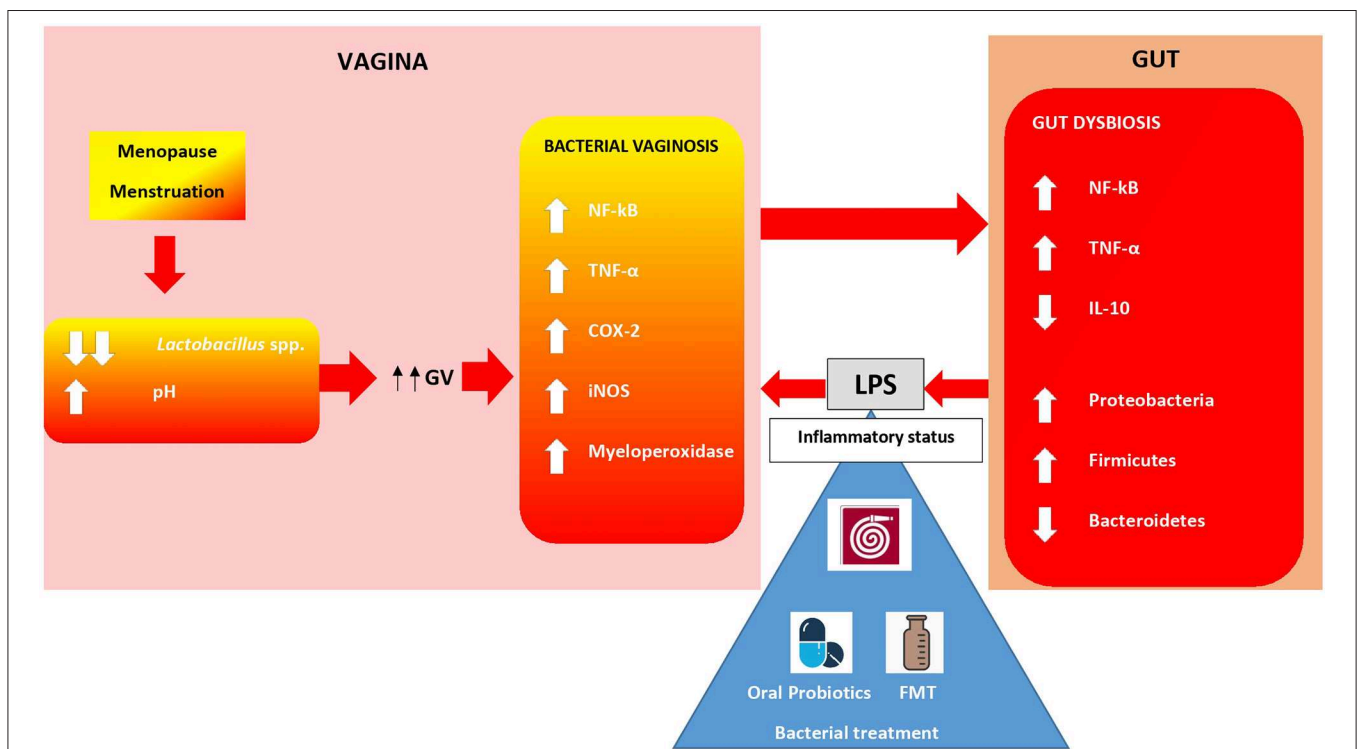 VAGINA
Menopause
Menstruation
Lactobacillus spp.
pH
GV
BACTERIAL VAGINOSIS
NF-kB
TNF-α
COX-2
iNOS
Myeloperoxidase
LPS
Inflammatory status
GUT
GUT DYSBIOSIS
NF-kB
TNF-α
IL-10
Proteobacteria
Firmicutes
Bacteroidetes
Oral Probiotics
FMT
Bacterial treatment